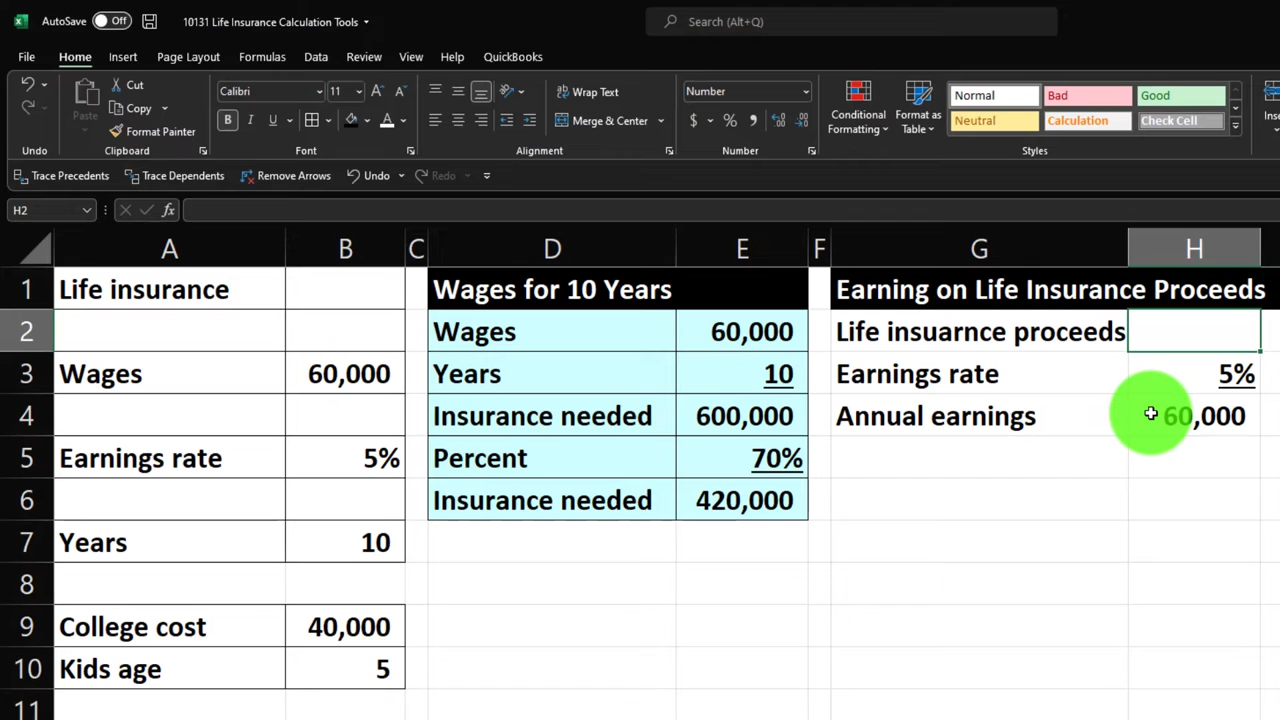 AutoSave Off 10131 Life Insurance Calculation Tools Search (Alt+Q)
File Home Insert Page Layout Formulas Data Review View Help QuickBooks
Undo
Paste Cut Copy Format Painter Clipboard
Calibri 11 A A B I U A Font
Wrap Text Merge & Center Alignment
Number $ % Number
Conditional Formatting Format as Table
Normal Bad Good
Neutral Calculation Check Cell
Styles
Trace Precedents Trace Dependents Remove Arrows Undo Redo
H2 fx
A B C D E F G H
1 Life insurance Wages for 10 Years Earning on Life Insurance Proceeds
2 Wages 60,000 Life insuarnce proceeds
3 Wages 60,000 Years 10 Earnings rate 5%
4 Insurance needed 600,000 Annual earnings 60,000
5 Earnings rate 5% Percent 70%
6 Insurance needed 420,000
7 Years 10
8
9 College cost 40,000
10 Kids age 5
11